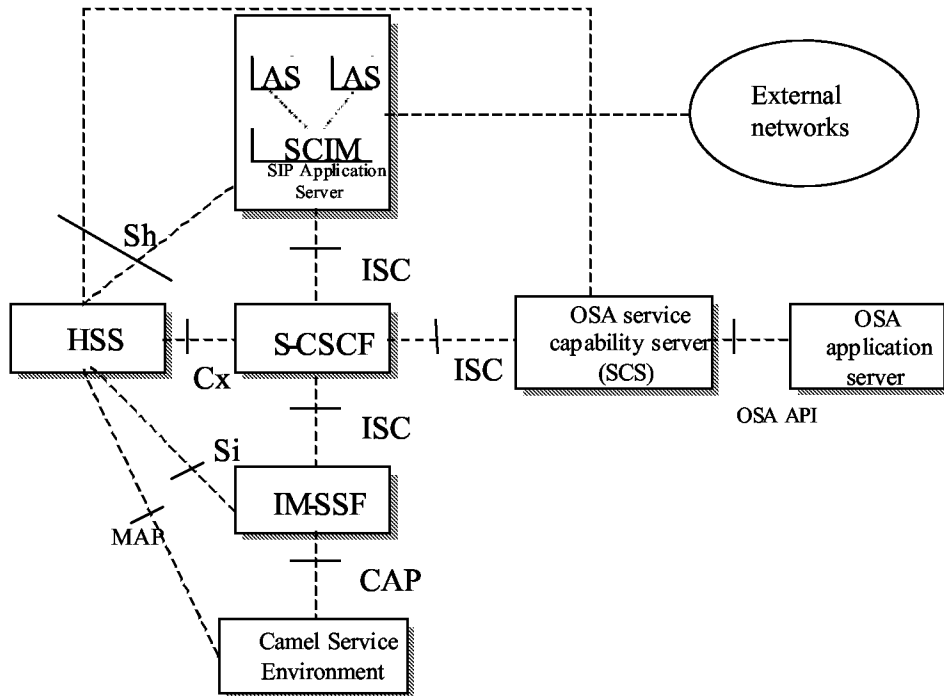 AS AS
SCIM
SIP Application
Server
External
networks
Sh
ISC
HSS
S-CSCF
OSA service
capability server
(SCS)
OSA
application
server
Cx
ISC
ISC
OSA API
Si
IM-SSF
MAP
CAP
Camel Service
Environment